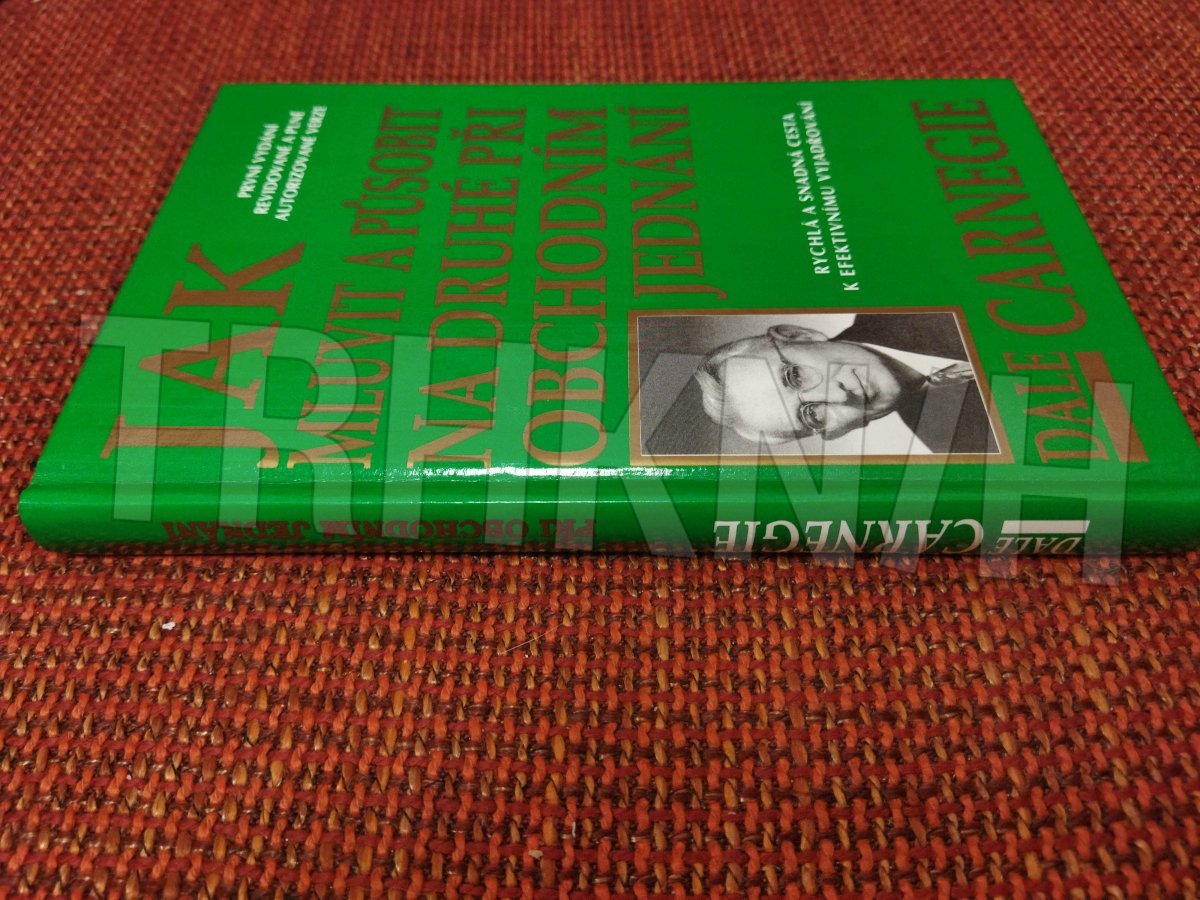 PRVNÍ VYDÁNÍ
REVIDOVANÉ A PLNĚ
AUTORIZOVANÉ VERZE
JAK
MLUVIT A PŮSOBIT
NA DRUHÉ PŘI
OBCHODNÍM
JEDNÁNÍ
RYCHLÁ A SNADNÁ CESTA
K EFEKTIVNÍMU VYJADŘOVÁNÍ
DALE CARNEGIE
DALE CARNEGIE
PŘI OBCHODNÍM JEDNÁNÍ